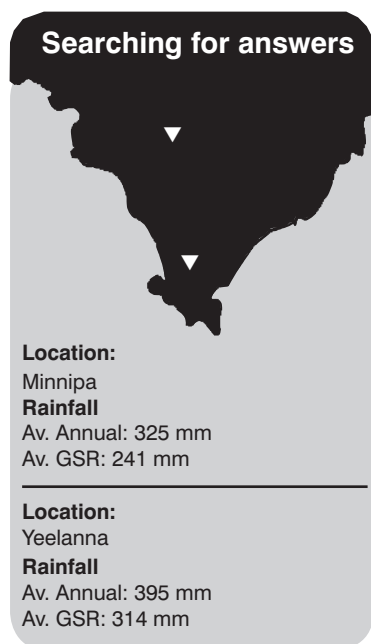 Searching for answers
Location:
Minnipa
Rainfall
Av. Annual: 325 mm
Av. GSR: 241 mm
Location:
Yeelanna
Rainfall
Av. Annual: 395 mm
Av. GSR: 314 mm